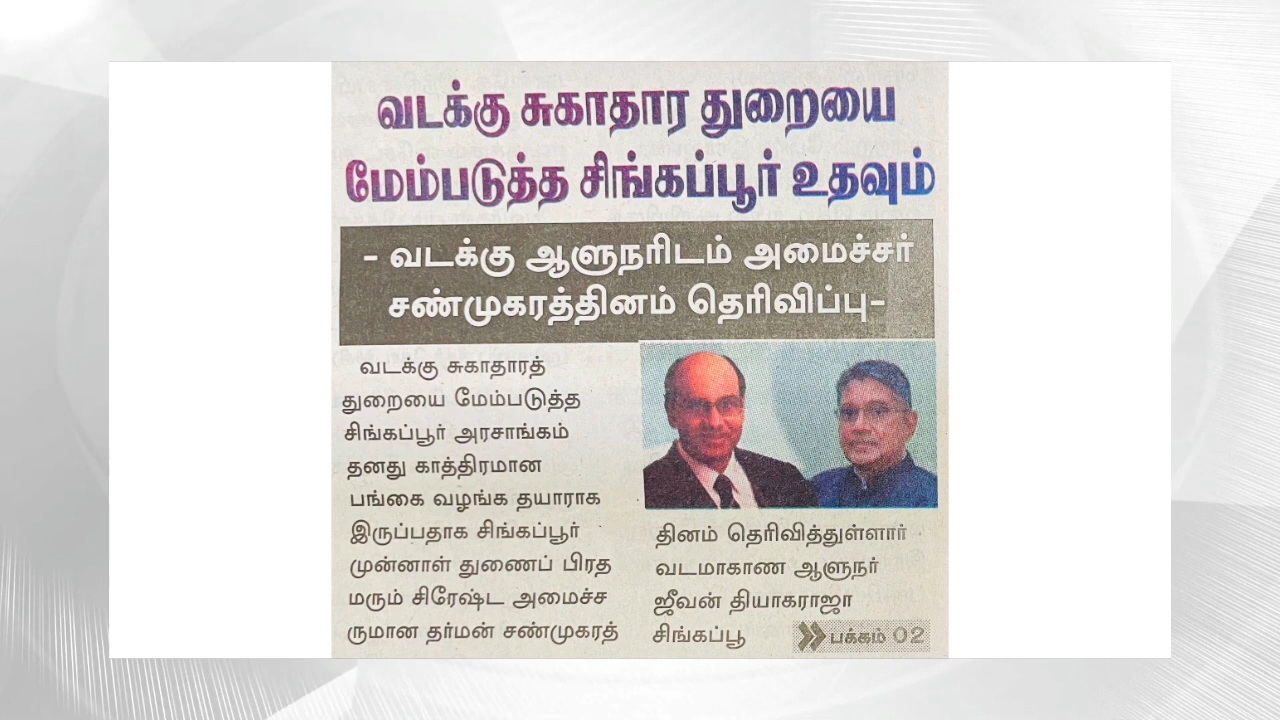 வடக்கு சுகாதார துறையை
மேம்படுத்த சிங்கப்பூர் உதவும்
- வடக்கு ஆளுநரிடம் அமைச்சர்
சண்முகரத்தினம் தெரிவிப்பு-
வடக்கு சுகாதாரத்
துறையை மேம்படுத்த
சிங்கப்பூர் அரசாங்கம்
தனது காத்திரமான
பங்கை வழங்க தயாராக
இருப்பதாக சிங்கப்பூர்
முன்னாள் துணைப் பிரத
மரும் சிரேஷ்ட அமைச்ச
ருமான தர்மன் சண்முகரத்
தினம் தெரிவித்துள்ளார்
வடமாகாண ஆளுநர்
ஜீவன் தியாகராஜா
சிங்கப்பூ
பக்கம் 02